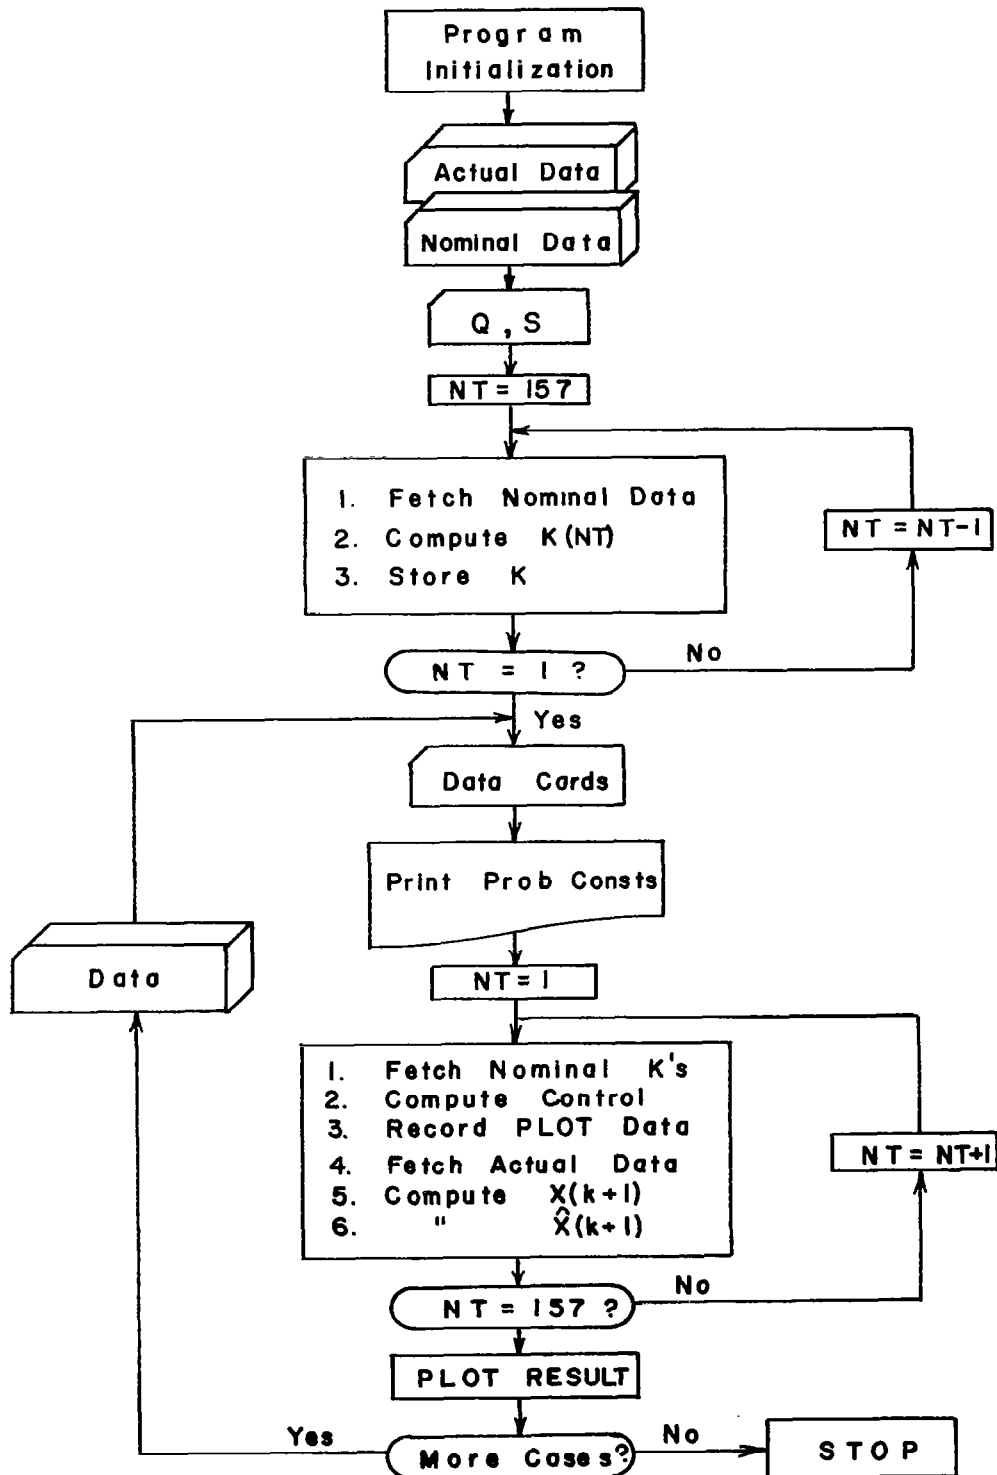 Program
Initialization
Actual Data
Nominal Data
Q, S
NT = 157
1. Fetch Nominal Data
2. Compute K(NT)
3. Store K
NT = NT-1
NT = 1 ?
No
Yes
Data Cards
Print Prob Consts
Data
NT = 1
1. Fetch Nominal K's
2. Compute Control
3. Record PLOT Data
4. Fetch Actual Data
5. Compute X(k+1)
6. " X̂(k+1)
NT = NT+1
NT = 157 ?
No
PLOT RESULT
Yes
More Cases?
No
STOP